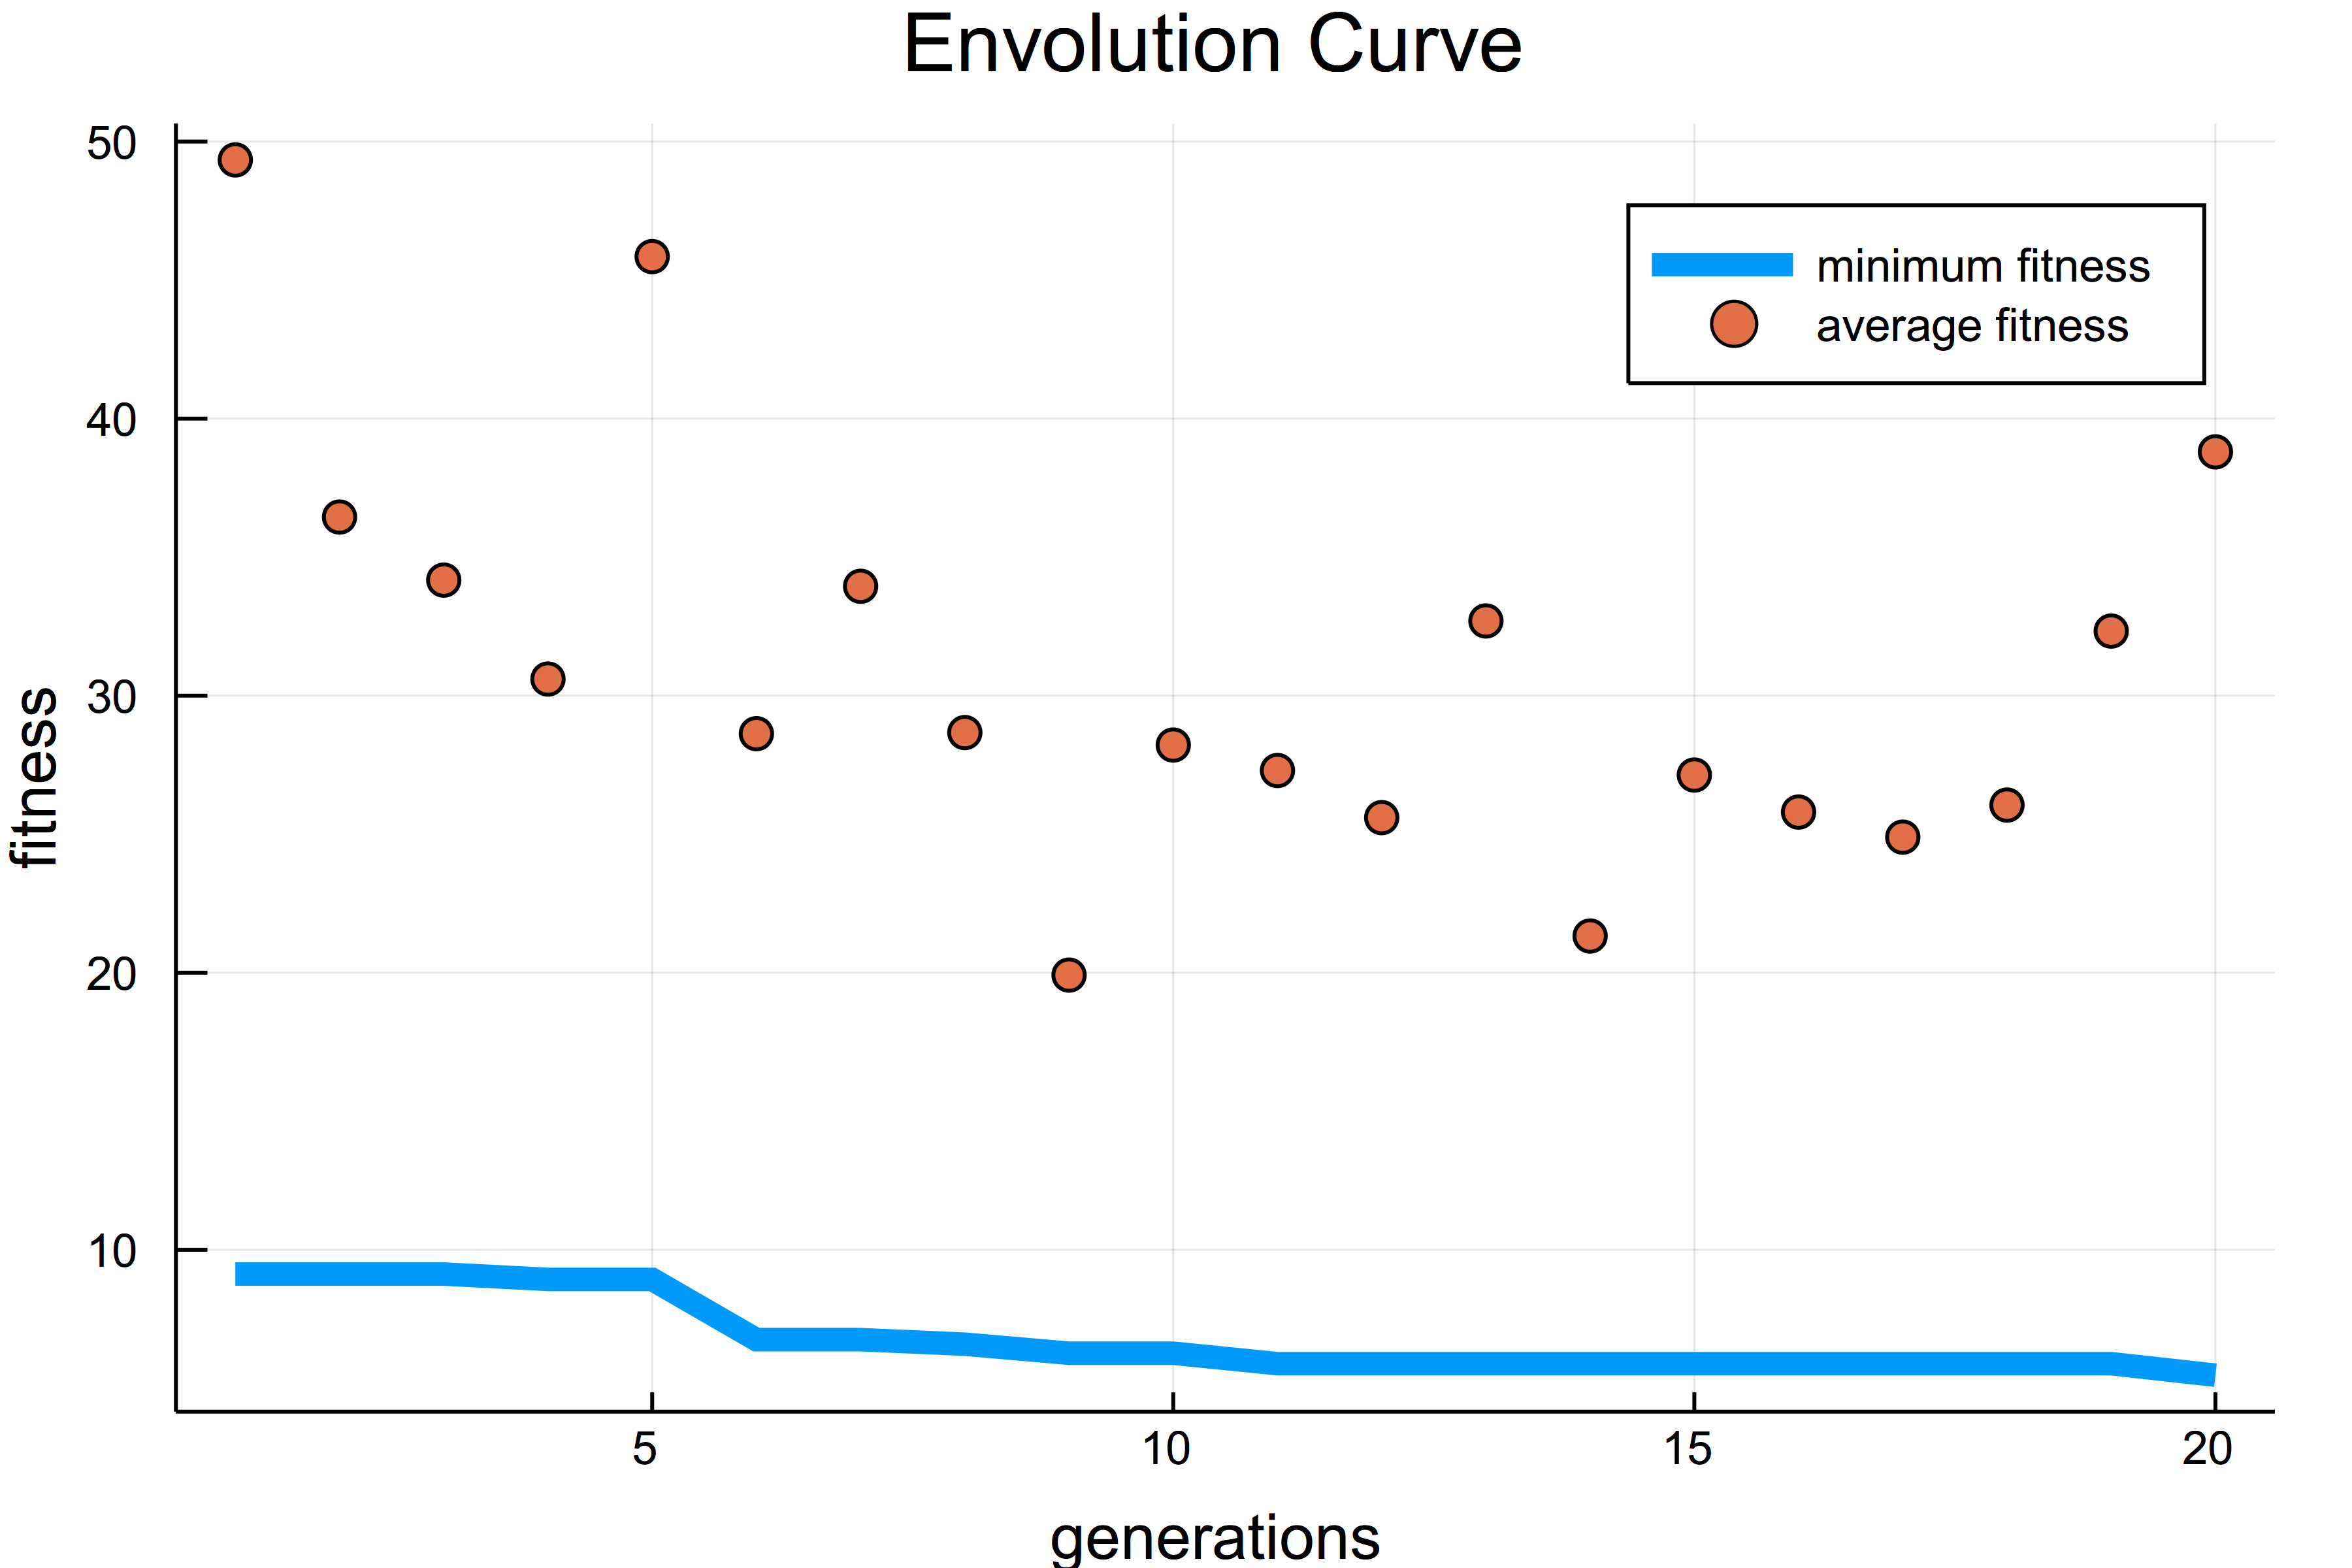 Envolution Curve
50
40
30
20
10
fitness
minimum fitness
average fitness
5 10 15 20
generations